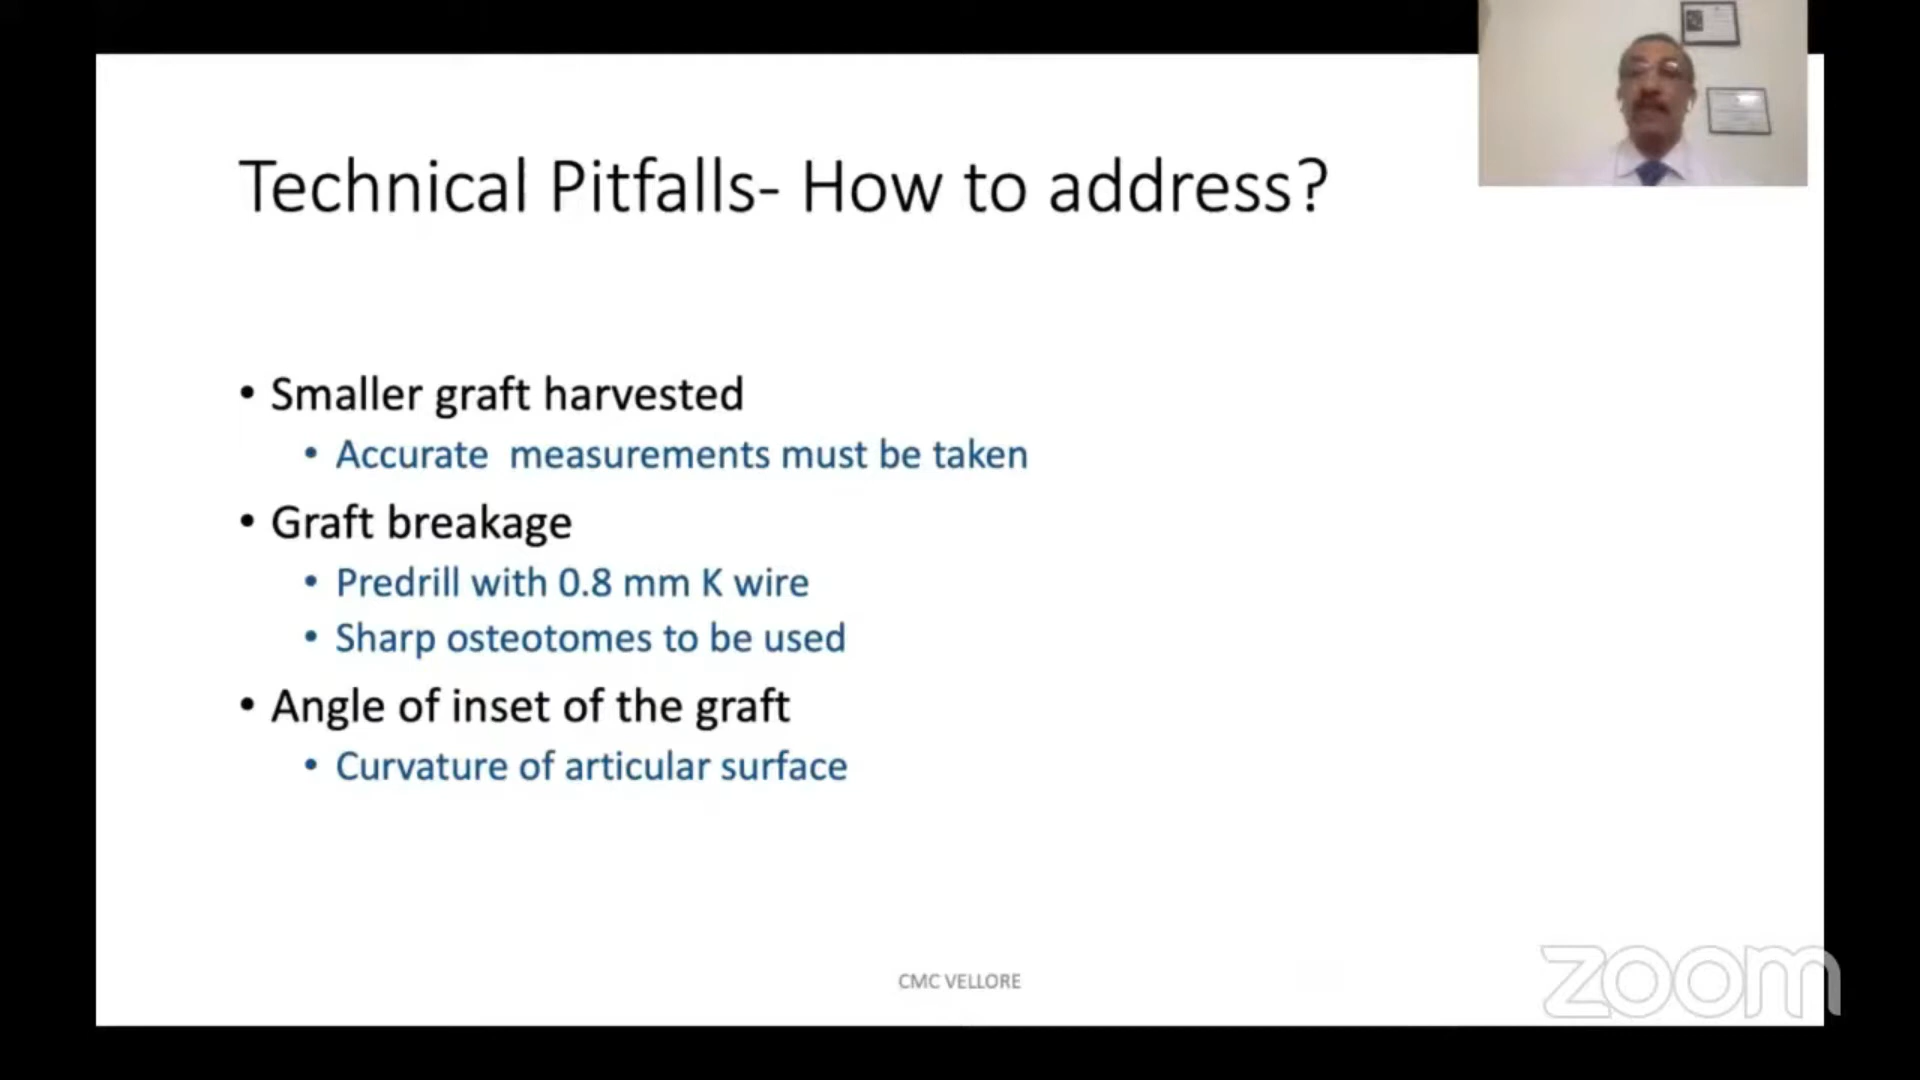 Technical Pitfalls- How to address?
• Smaller graft harvested
• Accurate measurements must be taken
• Graft breakage
• Predrill with 0.8 mm K wire
• Sharp osteotomes to be used
• Angle of inset of the graft
• Curvature of articular surface
CMC VELLORE
zoom